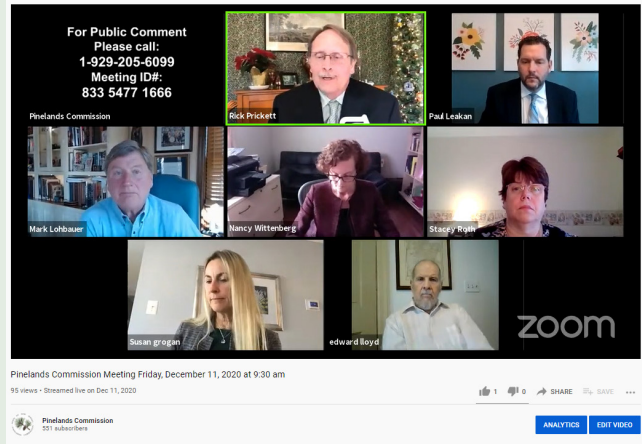 For Public Comment
Please call:
1-929-205-6099
Meeting ID#:
833 5477 1666
Pinelands Commission
Rick Prickett
Paul Leakan
Mark Lohbauer
Nancy Wittenberg
Stacey Roth
Susan grogan
edward lloyd
zoom
Pinelands Commission Meeting Friday, December 11, 2020 at 9:30 am
95 views • Streamed live on Dec 11, 2020
1 0 SHARE SAVE ...
Pinelands Commission
551 subscribers
ANALYTICS EDIT VIDEO